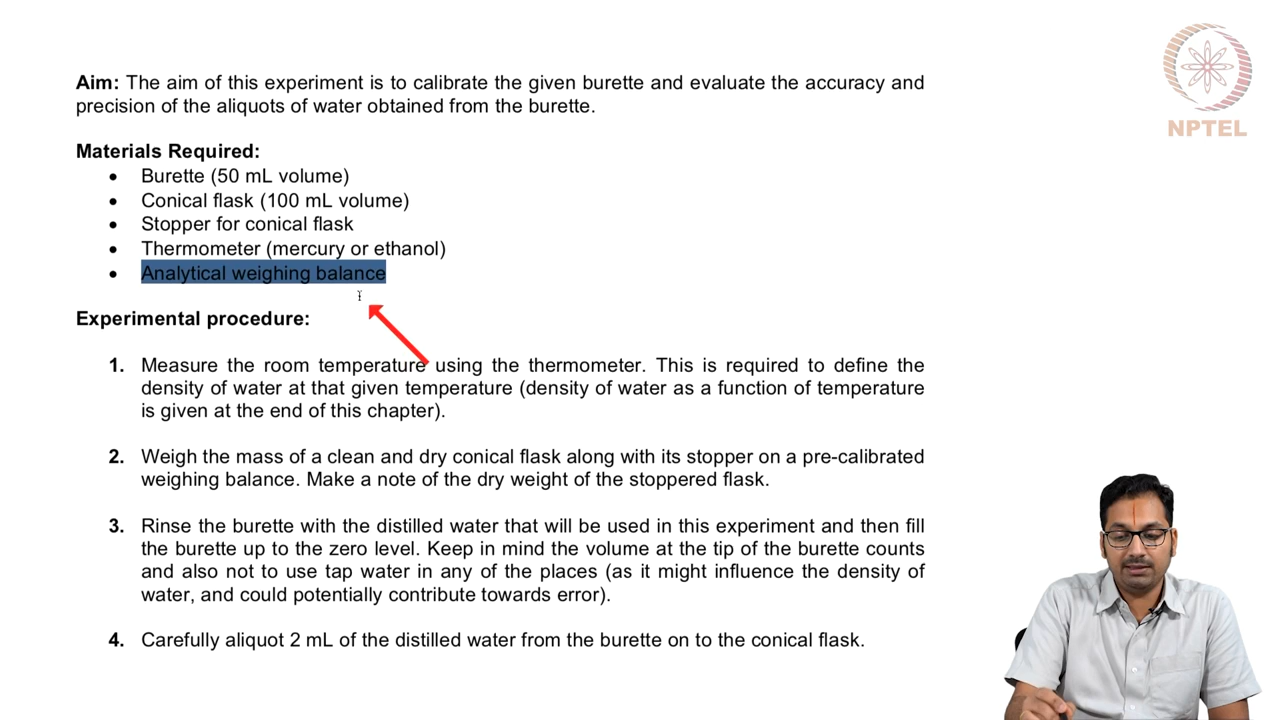 NPTEL
Aim: The aim of this experiment is to calibrate the given burette and evaluate the accuracy and
precision of the aliquots of water obtained from the burette.
Materials Required:
• Burette (50 mL volume)
• Conical flask (100 mL volume)
• Stopper for conical flask
• Thermometer (mercury or ethanol)
• Analytical weighing balance
Experimental procedure:
1. Measure the room temperature using the thermometer. This is required to define the
density of water at that given temperature (density of water as a function of temperature
is given at the end of this chapter).
2. Weigh the mass of a clean and dry conical flask along with its stopper on a pre-calibrated
weighing balance. Make a note of the dry weight of the stoppered flask.
3. Rinse the burette with the distilled water that will be used in this experiment and then fill
the burette up to the zero level. Keep in mind the volume at the tip of the burette counts
and also not to use tap water in any of the places (as it might influence the density of
water, and could potentially contribute towards error).
4. Carefully aliquot 2 mL of the distilled water from the burette on to the conical flask.